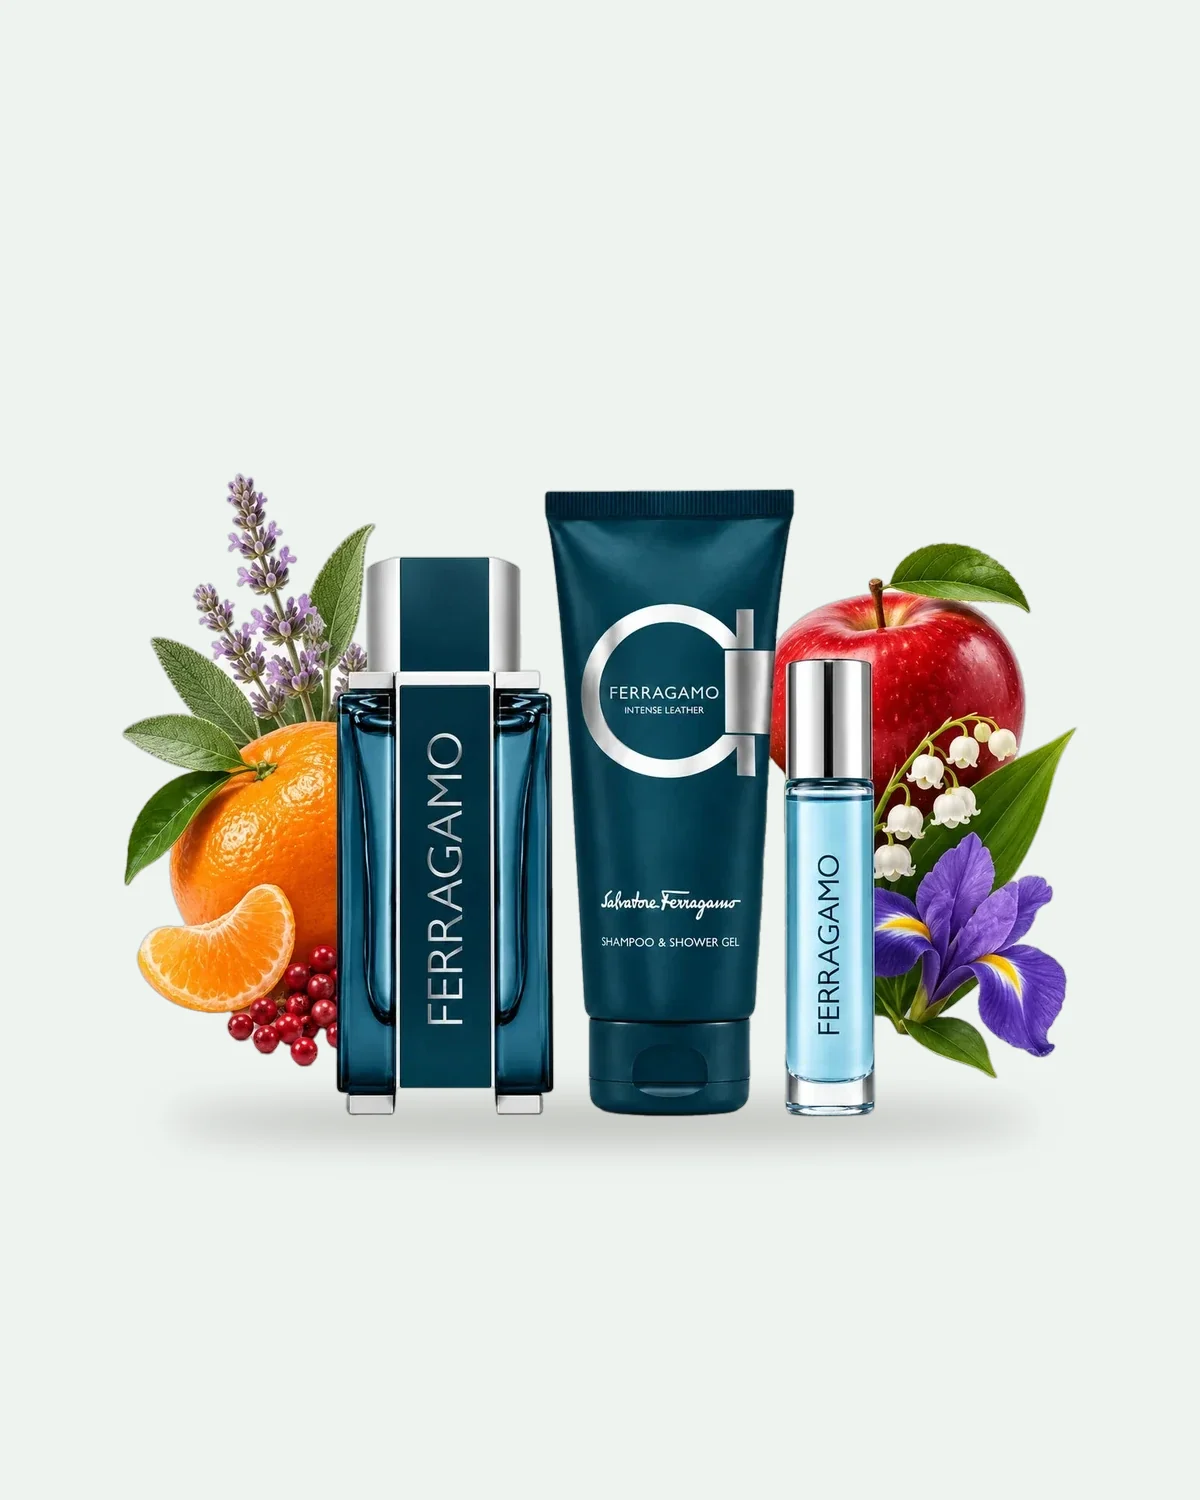 FERRAGAMO
FERRAGAMO
INTENSE LEATHER
Salvatore Ferragamo
SHAMPOO & SHOWER GEL
FERRAGAMO